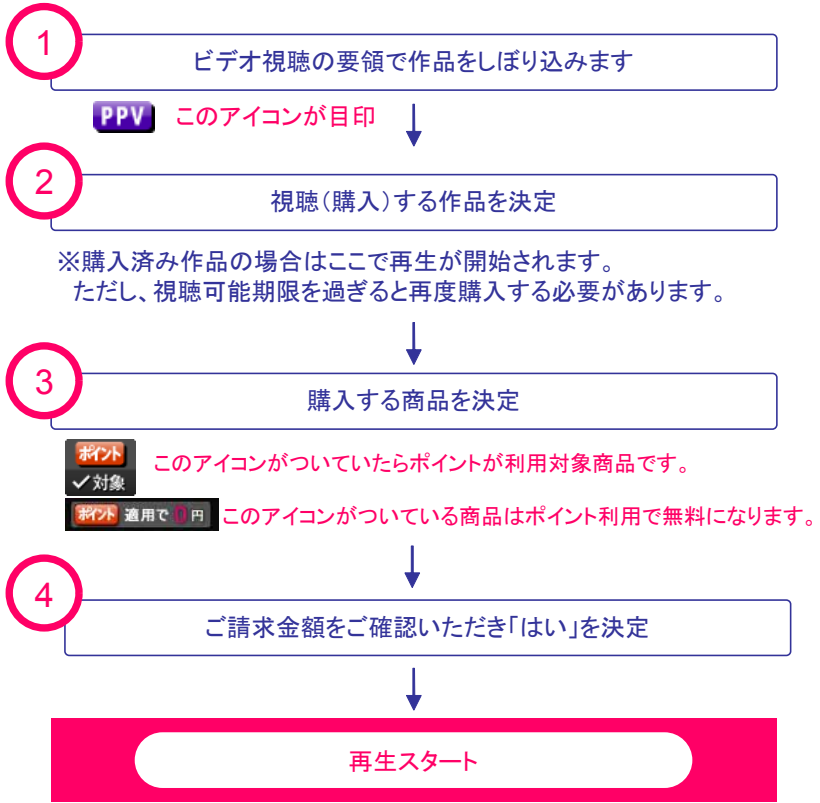 1
ビデオ視聴の要領で作品をしぼり込みます
PPV このアイコンが目印
2
視聴（購入）する作品を決定
※購入済み作品の場合はここで再生が開始されます。
ただし、視聴可能期限を過ぎると再度購入する必要があります。
3
購入する商品を決定
ポイント
✓対象
このアイコンがついていたらポイントが利用対象商品です。
ポイント 適用で 0 円 このアイコンがついている商品はポイント利用で無料になります。
4
ご請求金額をご確認いただき「はい」を決定
再生スタート